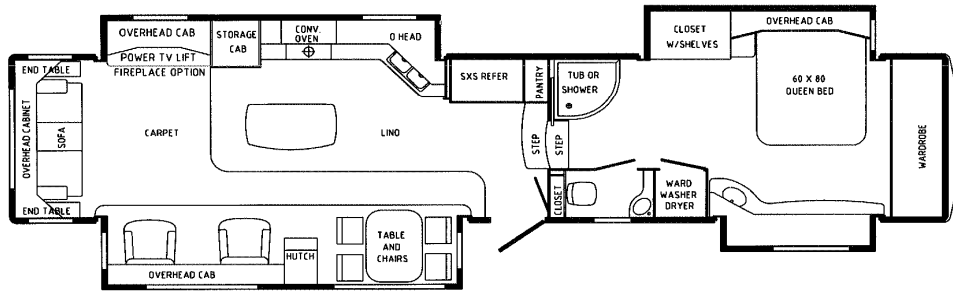 OVERHEAD CAB
STORAGE
CAB
CONV.
OVEN
O HEAD
POWER TV LIFT
FIREPLACE OPTION
END TABLE
OVERHEAD CABINET
SOFA
END TABLE
CARPET
LINO
SXS REFER
PANTRY
TUB OR
SHOWER
STEP
STEP
CLOSET
W/SHELVES
OVERHEAD CAB
60 X 80
QUEEN BED
WARDROBE
CLOSET
WARD
WASHER
DRYER
OVERHEAD CAB
HUTCH
TABLE
AND
CHAIRS